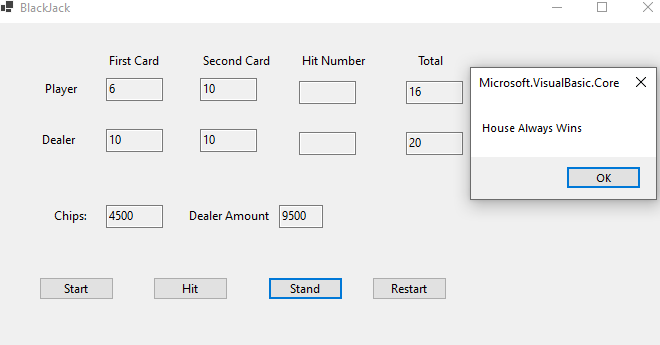 BlackJack
First Card Second Card Hit Number Total
Player 6 10 16
Dealer 10 10 20
Microsoft.VisualBasic.Core
House Always Wins
OK
Chips: 4500 Dealer Amount 9500
Start Hit Stand Restart